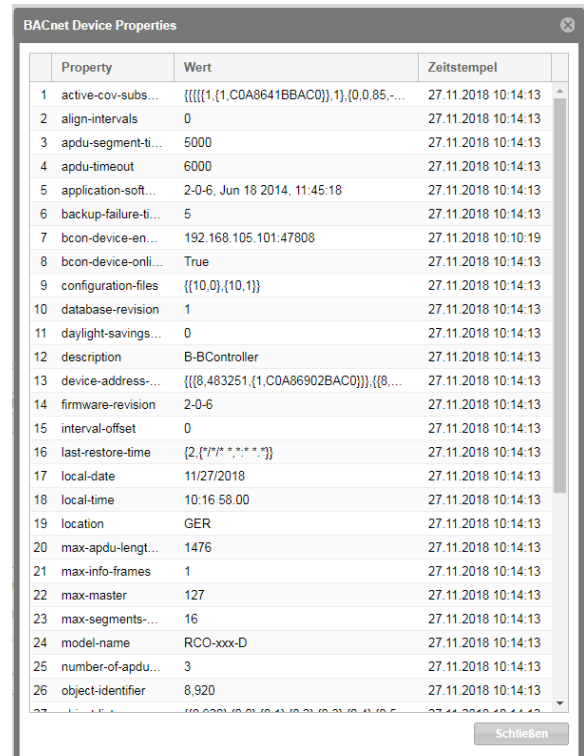 BACnet Device Properties
Property Wert Zeitstempel
1 active-cov-subs... {{{{{1,{1,C0A8641BBAC0}},1},{0,0,85,-... 27.11.2018 10:14:13
2 align-intervals 0 27.11.2018 10:14:13
3 apdu-segment-ti... 5000 27.11.2018 10:14:13
4 apdu-timeout 6000 27.11.2018 10:14:13
5 application-soft... 2-0-6, Jun 18 2014, 11:45:18 27.11.2018 10:14:13
6 backup-failure-ti... 5 27.11.2018 10:14:13
7 bcon-device-en... 192.168.105.101:47808 27.11.2018 10:10:19
8 bcon-device-onli... True 27.11.2018 10:14:13
9 configuration-files {{10,0},{10,1}} 27.11.2018 10:14:13
10 database-revision 1 27.11.2018 10:14:13
11 daylight-savings... 0 27.11.2018 10:14:13
12 description B-BController 27.11.2018 10:14:13
13 device-address-... {{{8,483251,{1,C0A86902BAC0}}},{{8,... 27.11.2018 10:14:13
14 firmware-revision 2-0-6 27.11.2018 10:14:13
15 interval-offset 0 27.11.2018 10:14:13
16 last-restore-time {2,{*/*/* *,*:* *.*}} 27.11.2018 10:14:13
17 local-date 11/27/2018 27.11.2018 10:14:13
18 local-time 10:16 58.00 27.11.2018 10:14:13
19 location GER 27.11.2018 10:14:13
20 max-apdu-lengt... 1476 27.11.2018 10:14:13
21 max-info-frames 1 27.11.2018 10:14:13
22 max-master 127 27.11.2018 10:14:13
23 max-segments-... 16 27.11.2018 10:14:13
24 model-name RCO-xxx-D 27.11.2018 10:14:13
25 number-of-apdu... 3 27.11.2018 10:14:13
26 object-identifier 8,920 27.11.2018 10:14:13
Schließen